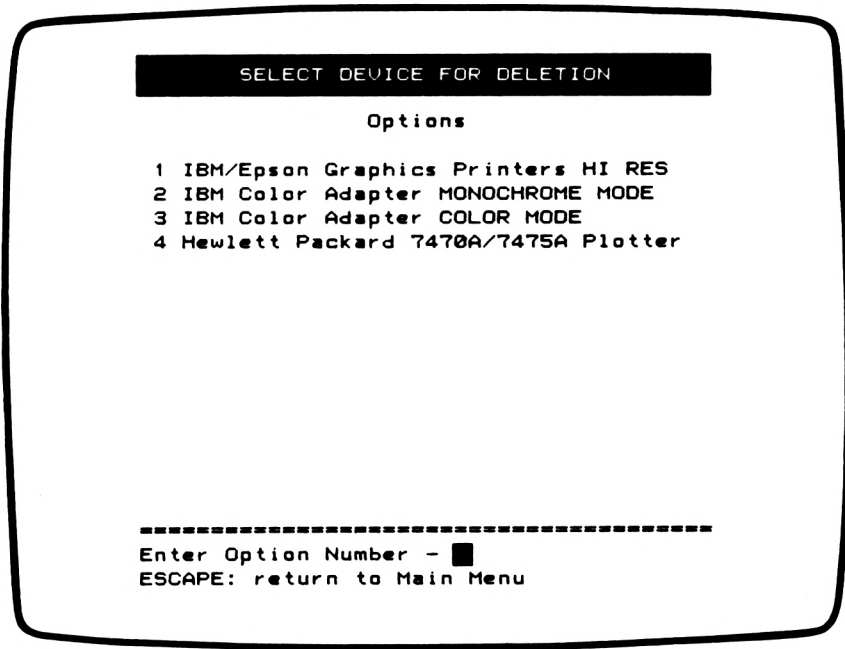 SELECT DEVICE FOR DELETION
Options
1 IBM/Epson Graphics Printers HI RES
2 IBM Color Adapter MONOCHROME MODE
3 IBM Color Adapter COLOR MODE
4 Hewlett Packard 7470A/7475A Plotter
========================================
Enter Option Number -
ESCAPE: return to Main Menu